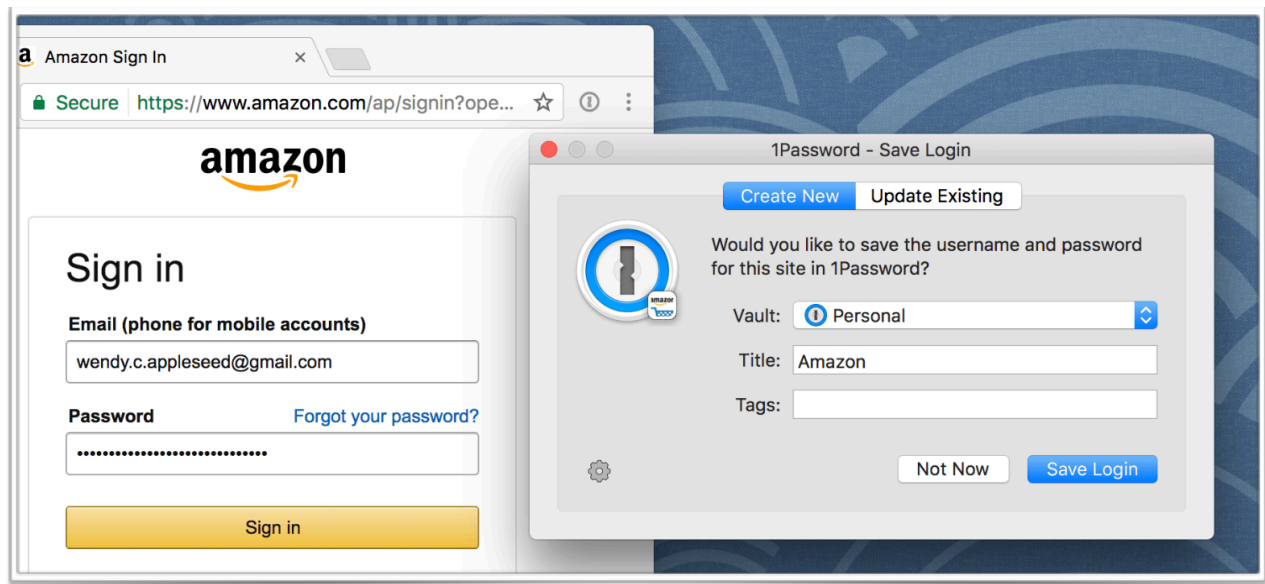 Amazon Sign In
Secure https://www.amazon.com/ap/signin?ope...
amazon
Sign in
Email (phone for mobile accounts)
wendy.c.appleseed@gmail.com
Password Forgot your password?
••••••••••••••••••••••••••••••
Sign in
1Password - Save Login
Create New Update Existing
Would you like to save the username and password
for this site in 1Password?
amazon
Vault: Personal
Title: Amazon
Tags:
Not Now Save Login